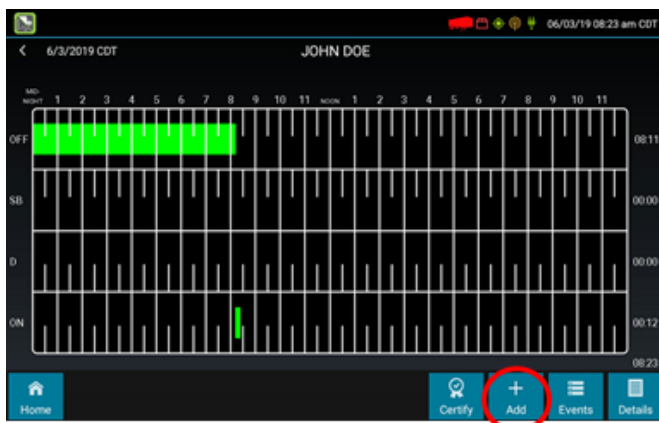 06/03/19 08:23 am CDT
6/3/2019 CDT JOHN DOE
MID-
NIGHT 1 2 3 4 5 6 7 8 9 10 11 NOON 1 2 3 4 5 6 7 8 9 10 11
OFF 08:11
SB 00:00
D 00:00
ON 00:12
08:23
Home Certify Add Events Details